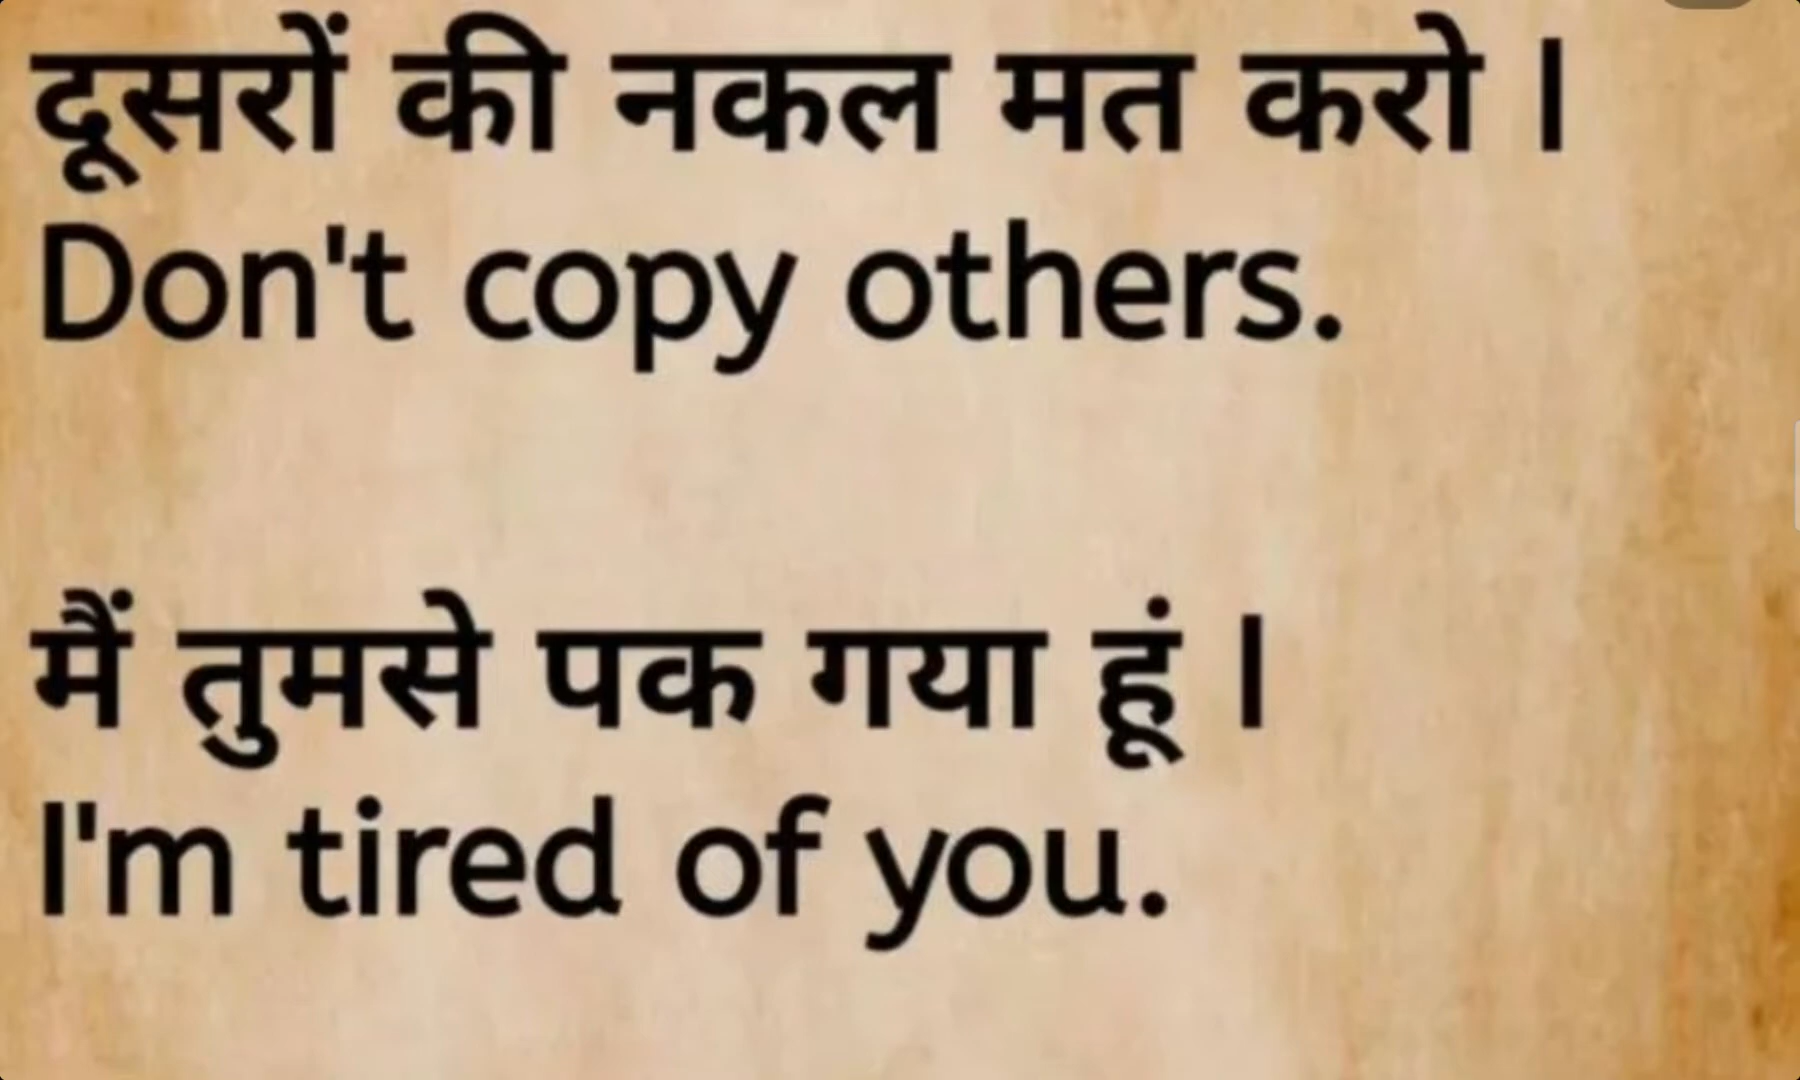 दूसरों की नकल मत करो ।
Don't copy others.
मैं तुमसे पक गया हूं ।
I'm tired of you.